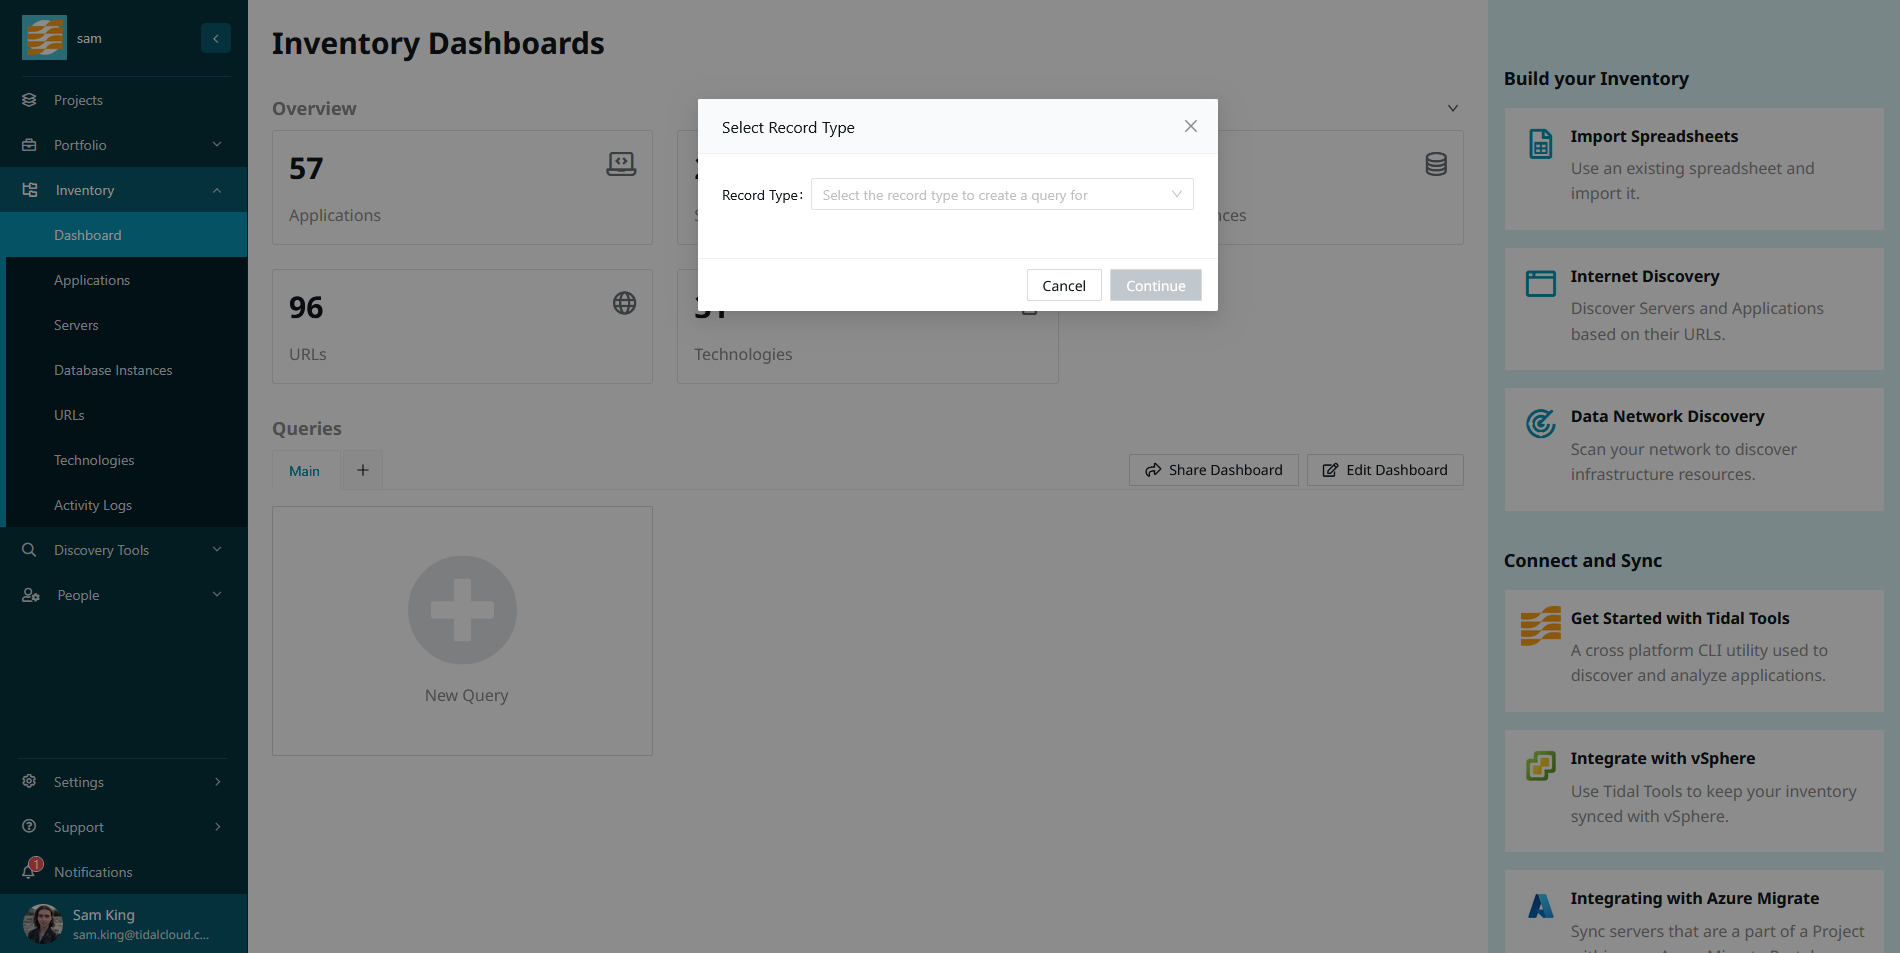 sam
Projects
Portfolio
Inventory
Dashboard
Applications
Servers
Database Instances
URLs
Technologies
Activity Logs
Discovery Tools
People
Settings
Support
1
Notifications
Sam King
sam.king@tidalcloud.c...
Inventory Dashboards
Overview
57
Applications
96
URLs
Technologies
Select Record Type
Record Type:
Select the record type to create a query for
Cancel
Continue
Queries
Main
Share Dashboard
Edit Dashboard
New Query
Build your Inventory
Import Spreadsheets
Use an existing spreadsheet and
import it.
Internet Discovery
Discover Servers and Applications
based on their URLs.
Data Network Discovery
Scan your network to discover
infrastructure resources.
Connect and Sync
Get Started with Tidal Tools
A cross platform CLI utility used to
discover and analyze applications.
Integrate with vSphere
Use Tidal Tools to keep your inventory
synced with vSphere.
Integrating with Azure Migrate
Sync servers that are a part of a Project